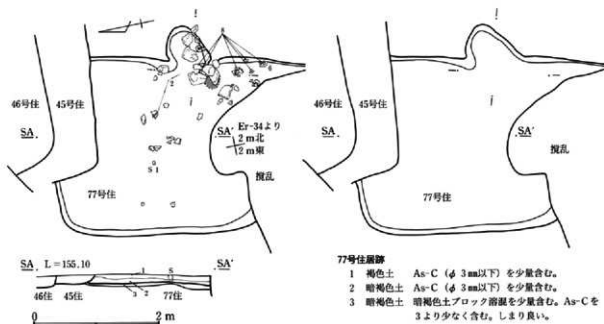 46号住
45号住
SA
SA′
Er-34より
2m北
2m東
攪乱
77号住
S1
46号住
45号住
SA
SA′
攪乱
77号住
SA
L=155.10
SA′
1
S
3
2
46住
45住
77住
0
2m
77号住居跡
1 褐色土 As-C(φ3㎜以下)を少量含む。
2 暗褐色土 As-C(φ3㎜以下)を少量含む。
3 暗褐色土 暗褐色土ブロック溶混を少量含む。As-Cを
3より少なく含む。しまり良い。